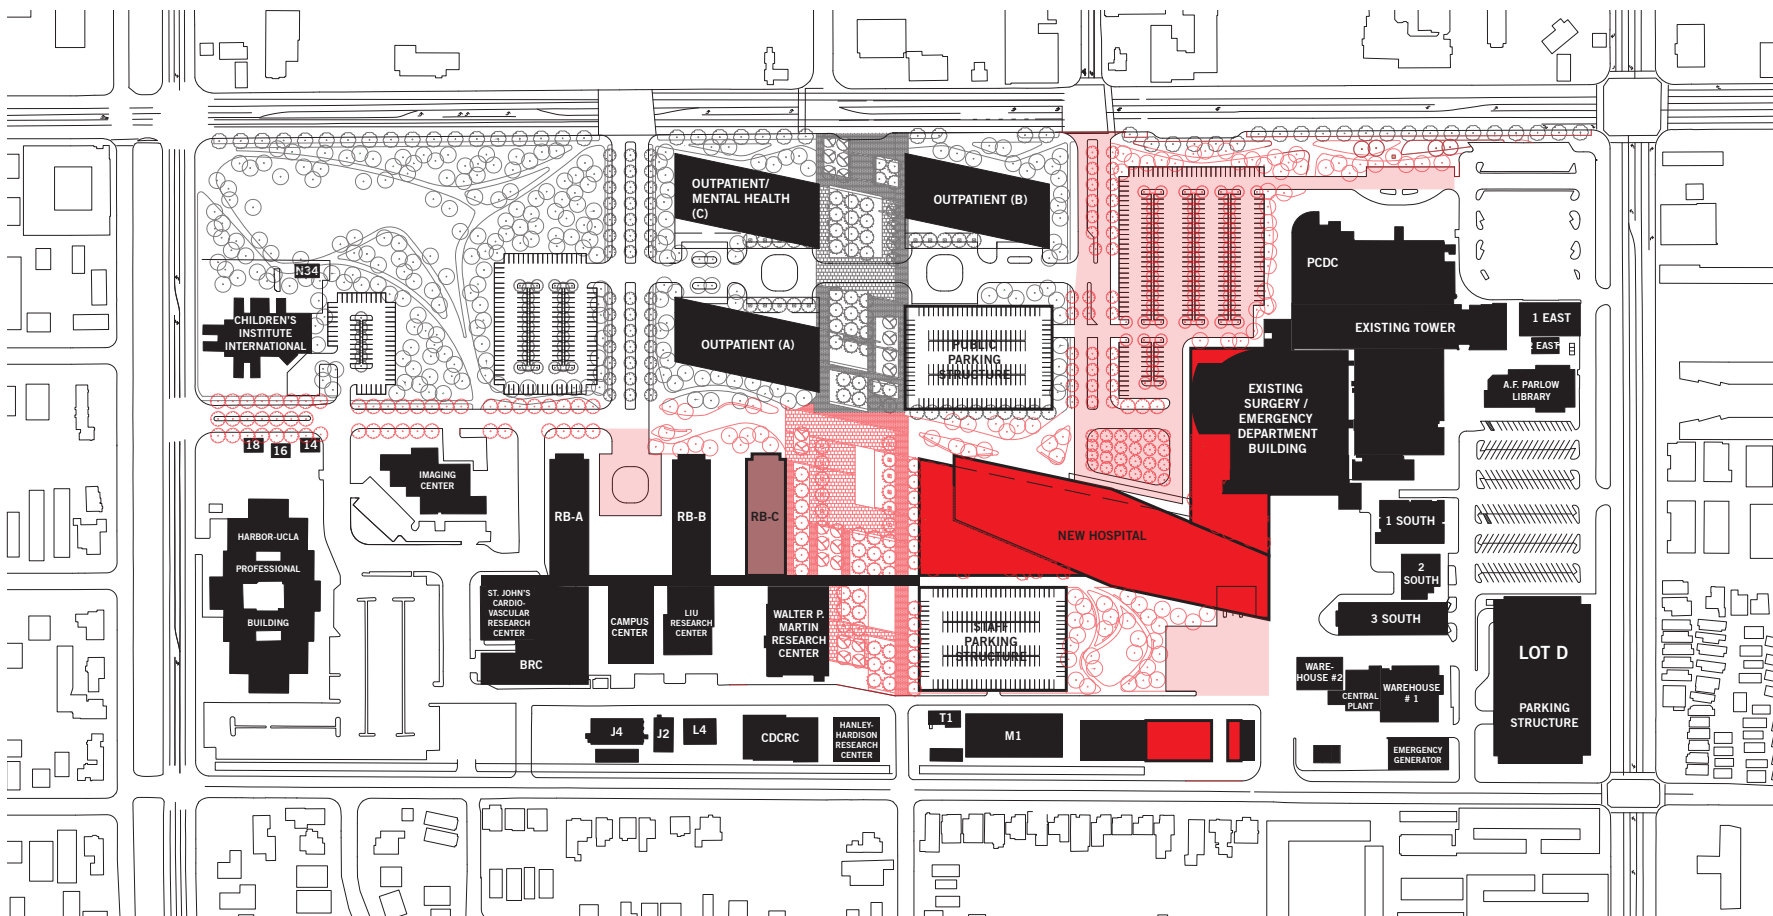 OUTPATIENT/
MENTAL HEALTH
(C)
OUTPATIENT (B)
N34
CHILDREN'S
INSTITUTE
INTERNATIONAL
OUTPATIENT (A)
PUBLIC
PARKING
STRUCTURE
PCDC
EXISTING TOWER
1 EAST
2 EAST
A.F. PARLOW
LIBRARY
EXISTING
SURGERY /
EMERGENCY
DEPARTMENT
BUILDING
18
16
14
IMAGING
CENTER
RB-A
RB-B
RB-C
NEW HOSPITAL
1 SOUTH
2
SOUTH
3 SOUTH
HARBOR-UCLA
PROFESSIONAL
BUILDING
ST. JOHN'S
CARDIO-
VASCULAR
RESEARCH
CENTER
BRC
CAMPUS
CENTER
LIU
RESEARCH
CENTER
WALTER P.
MARTIN
RESEARCH
CENTER
STAFF
PARKING
STRUCTURE
WARE-
HOUSE #2
CENTRAL
PLANT
WAREHOUSE
# 1
LOT D
PARKING
STRUCTURE
J4
J2
L4
CDCRC
HANLEY-
HARDISON
RESEARCH
CENTER
T1
M1
EMERGENCY
GENERATOR